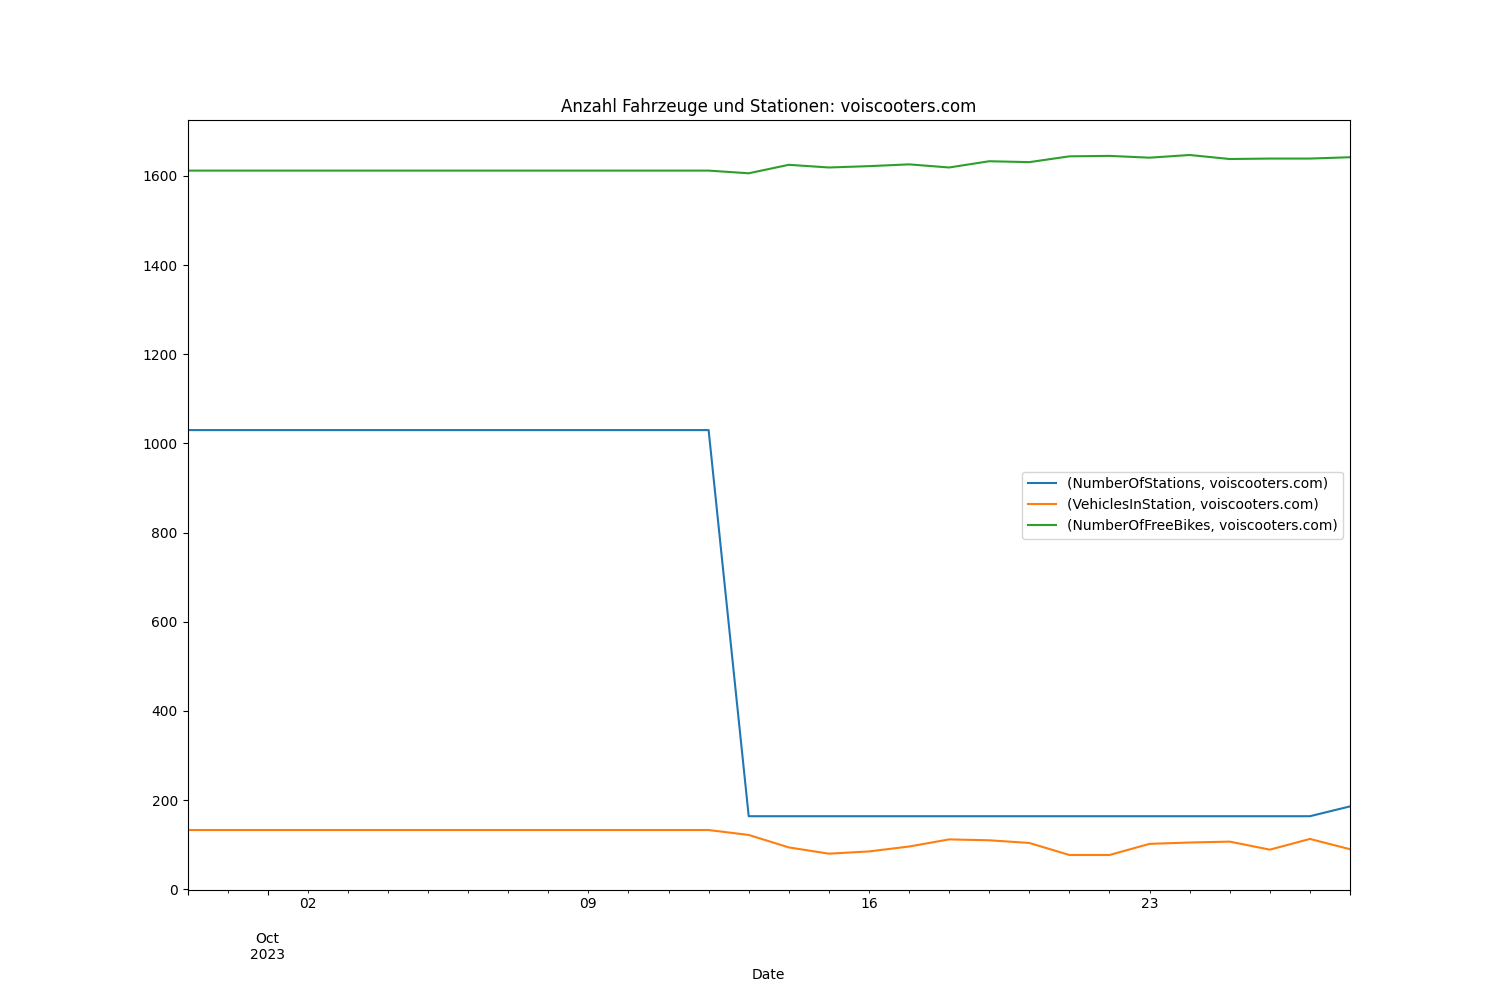 Anzahl Fahrzeuge und Stationen: voiscooters.com
1600
1400
1200
1000
800
600
400
200
0
(NumberOfStations, voiscooters.com)
(VehiclesInStation, voiscooters.com)
(NumberOfFreeBikes, voiscooters.com)
02 09 16 23
Oct
2023
Date